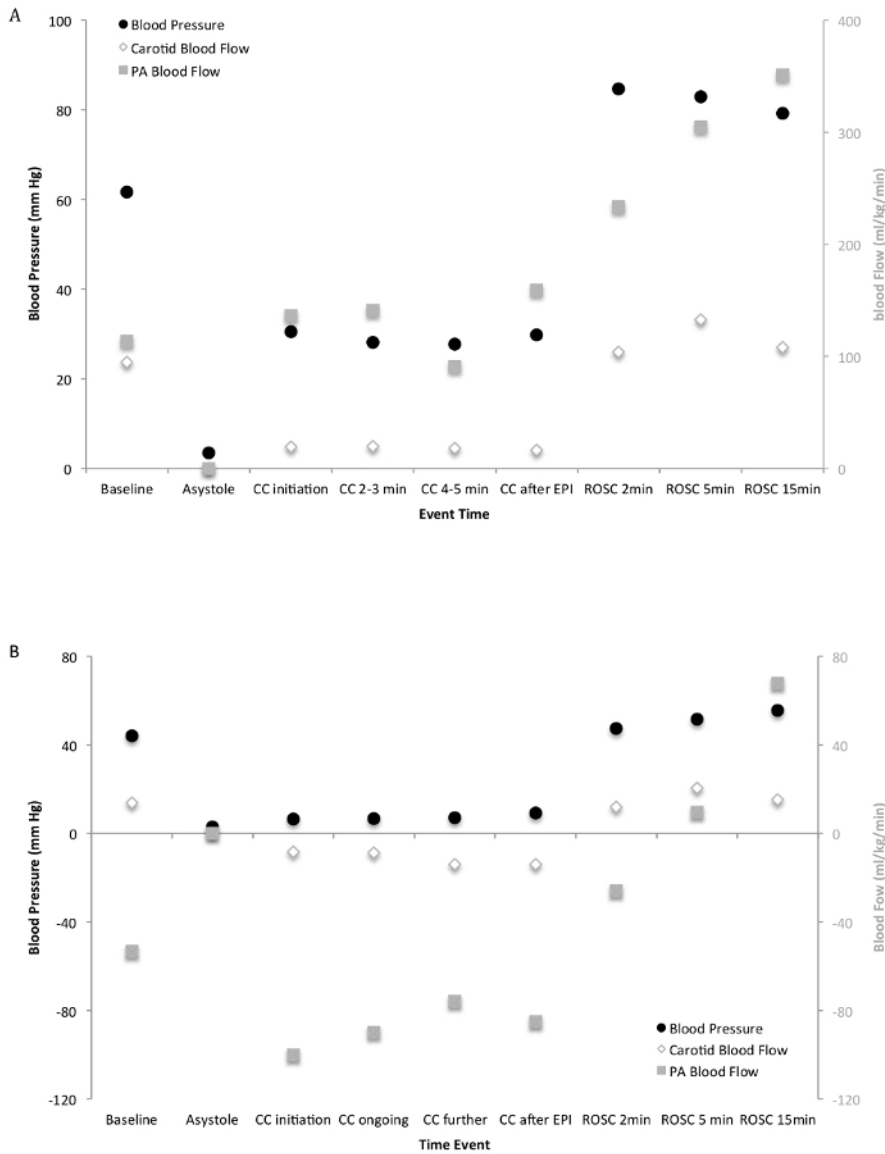 A
Blood Pressure
Carotid Blood Flow
PA Blood Flow
100
80
60
40
20
0
Blood Pressure (mm Hg)
400
300
200
100
0
blood Flow (ml/kg/min)
Baseline Asystole CC initiation CC 2-3 min CC 4-5 min CC after EPI ROSC 2min ROSC 5min ROSC 15min
Event Time
B
80
40
0
-40
-80
-120
Blood Pressure (mm Hg)
80
60
40
20
0
-20
-40
-60
-80
-100
-120
Blood Fow (ml/kg/min)
Blood Pressure
Carotid Blood Flow
PA Blood Flow
Baseline Asystole CC initiation CC ongoing CC further CC after EPI ROSC 2min ROSC 5 min ROSC 15min
Time Event